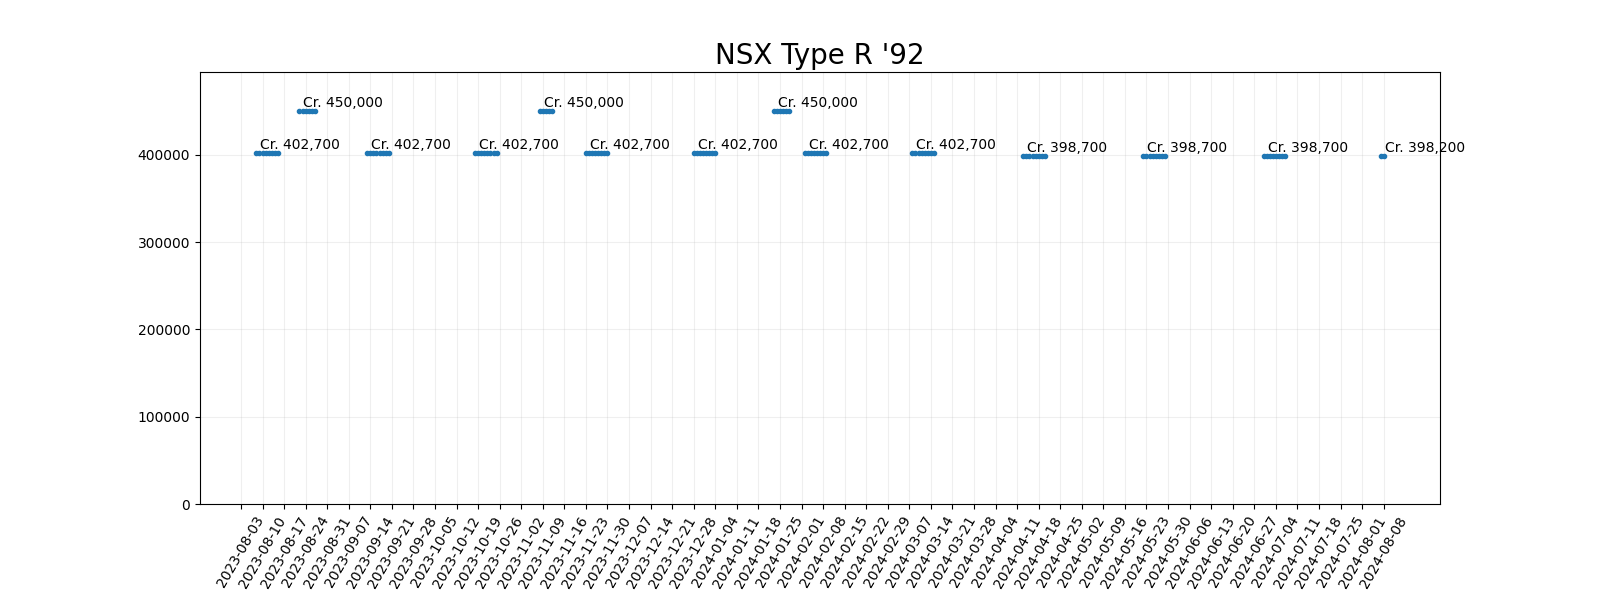 NSX Type R '92
Cr. 450,000 Cr. 450,000 Cr. 450,000
Cr. 402,700 Cr. 402,700 Cr. 402,700 Cr. 402,700 Cr. 402,700 Cr. 402,700 Cr. 402,700 Cr. 398,700 Cr. 398,700 Cr. 398,700 Cr. 398,200
400000
300000
200000
100000
0
2023-08-03 2023-08-10 2023-08-17 2023-08-24 2023-08-31 2023-09-07 2023-09-14 2023-09-21 2023-09-28 2023-10-05 2023-10-12 2023-10-19 2023-10-26 2023-11-02 2023-11-09 2023-11-16 2023-11-23 2023-11-30 2023-12-07 2023-12-14 2023-12-21 2023-12-28 2024-01-04 2024-01-11 2024-01-18 2024-01-25 2024-02-01 2024-02-08 2024-02-15 2024-02-22 2024-02-29 2024-03-07 2024-03-14 2024-03-21 2024-03-28 2024-04-04 2024-04-11 2024-04-18 2024-04-25 2024-05-02 2024-05-09 2024-05-16 2024-05-23 2024-05-30 2024-06-06 2024-06-13 2024-06-20 2024-06-27 2024-07-04 2024-07-11 2024-07-18 2024-07-25 2024-08-01 2024-08-08